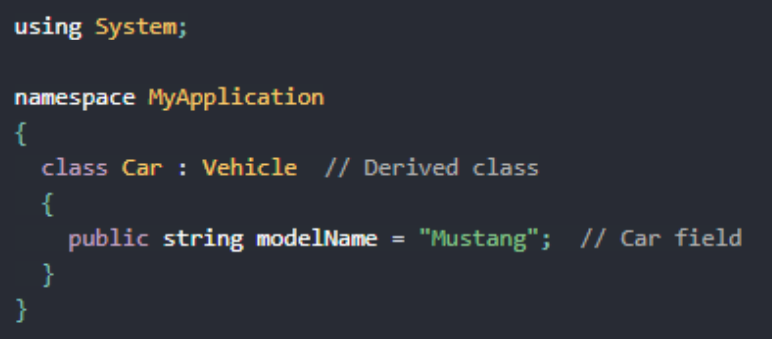 using System;
namespace MyApplication
{
class Car : Vehicle // Derived class
{
public string modelName = "Mustang"; // Car field
}
}